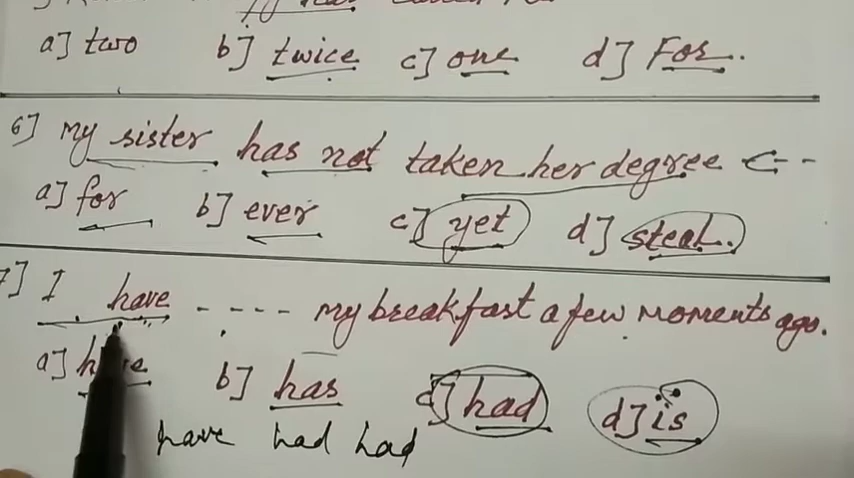 a] two b] twice c] one d] For.
6] my sister has not taken her degree
a] for b] ever c] yet d] steal.
7] I have ---- my breakfast a few moments ago.
a] b] has c] had d] is
have had had